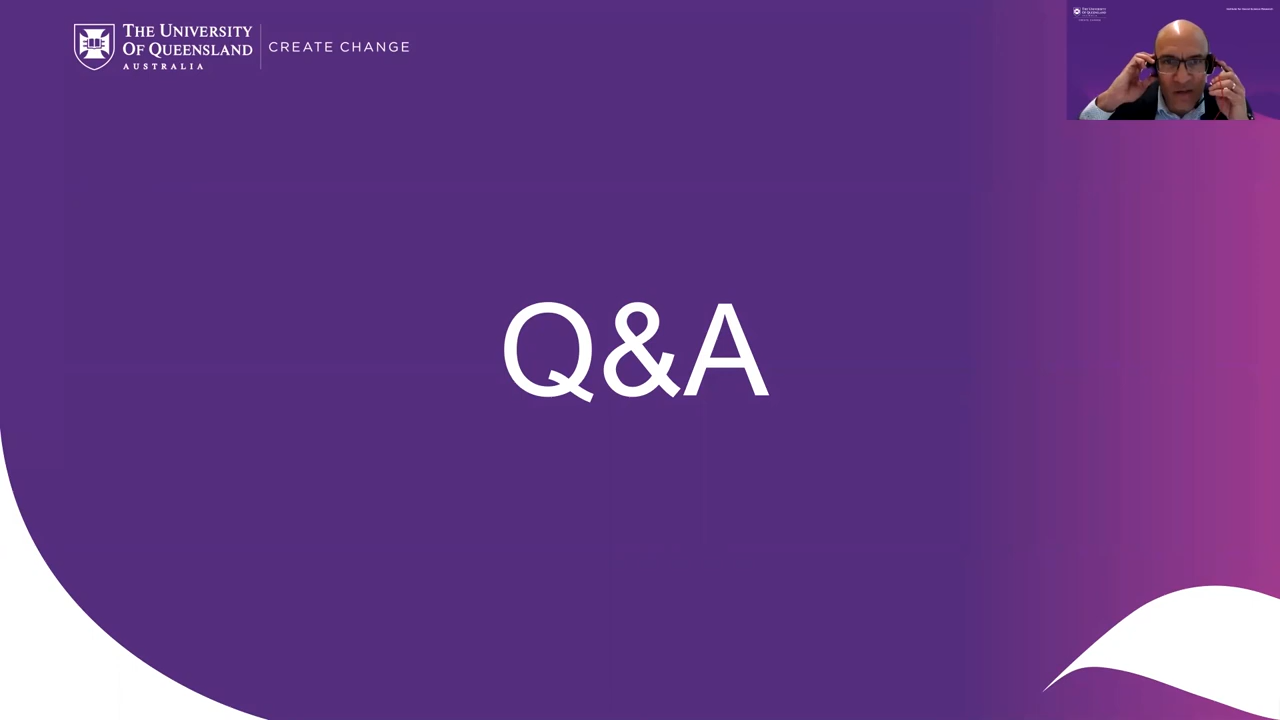 THE UNIVERSITY
OF QUEENSLAND
AUSTRALIA
CREATE CHANGE
Q&A